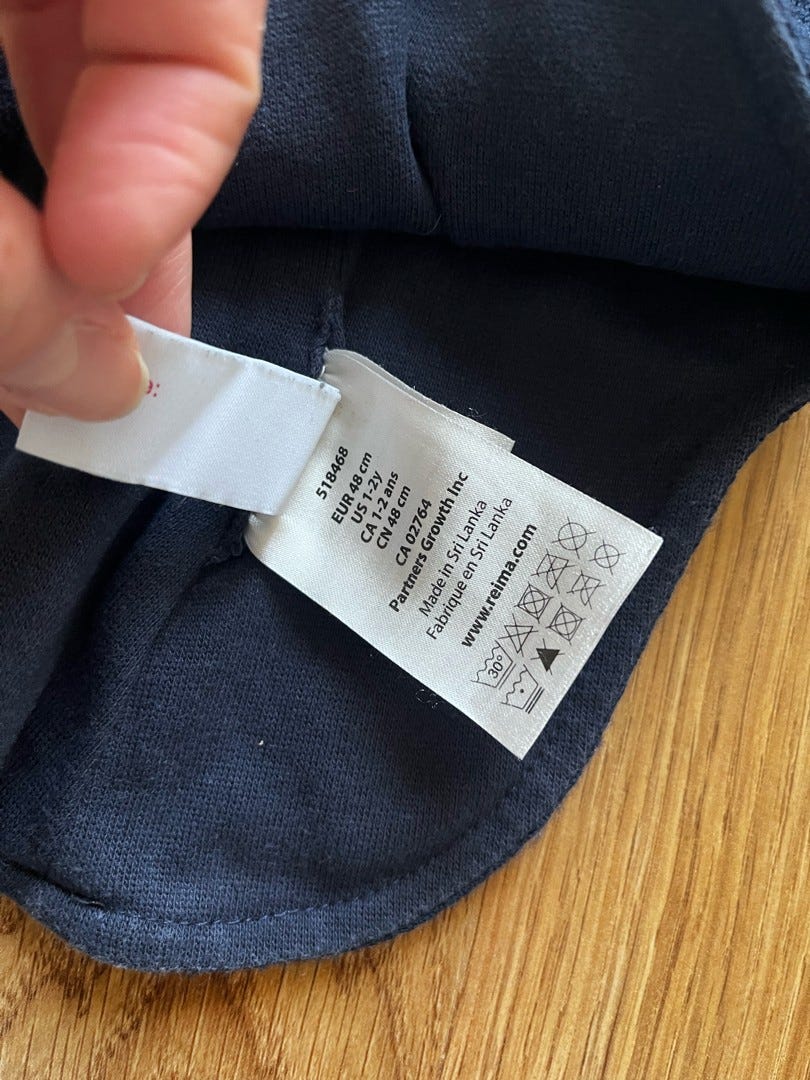 518468
EUR 48 cm
US 1-2y
CA 1-2 ans
CN 48 cm
CA 02764
Partners Growth Inc
Made in Sri Lanka
Fabrique en Sri Lanka
www.reima.com
30°